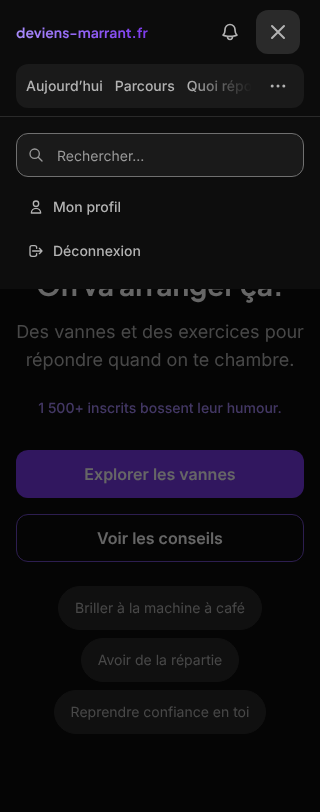 deviens-marrant.fr
Aujourd'hui Parcours Quoi répo
Rechercher...
Mon profil
Déconnexion
On va arranger ça.
Des vannes et des exercices pour
répondre quand on te chambre.
1 500+ inscrits bossent leur humour.
Explorer les vannes
Voir les conseils
Briller à la machine à café
Avoir de la répartie
Reprendre confiance en toi